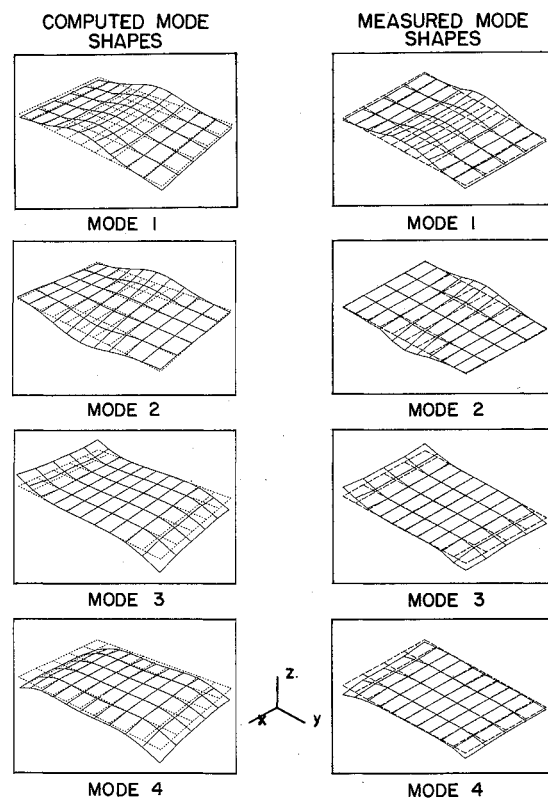 COMPUTED MODE
SHAPES
MEASURED MODE
SHAPES
MODE 1
MODE 1
MODE 2
MODE 2
MODE 3
MODE 3
z.
x
y
MODE 4
MODE 4